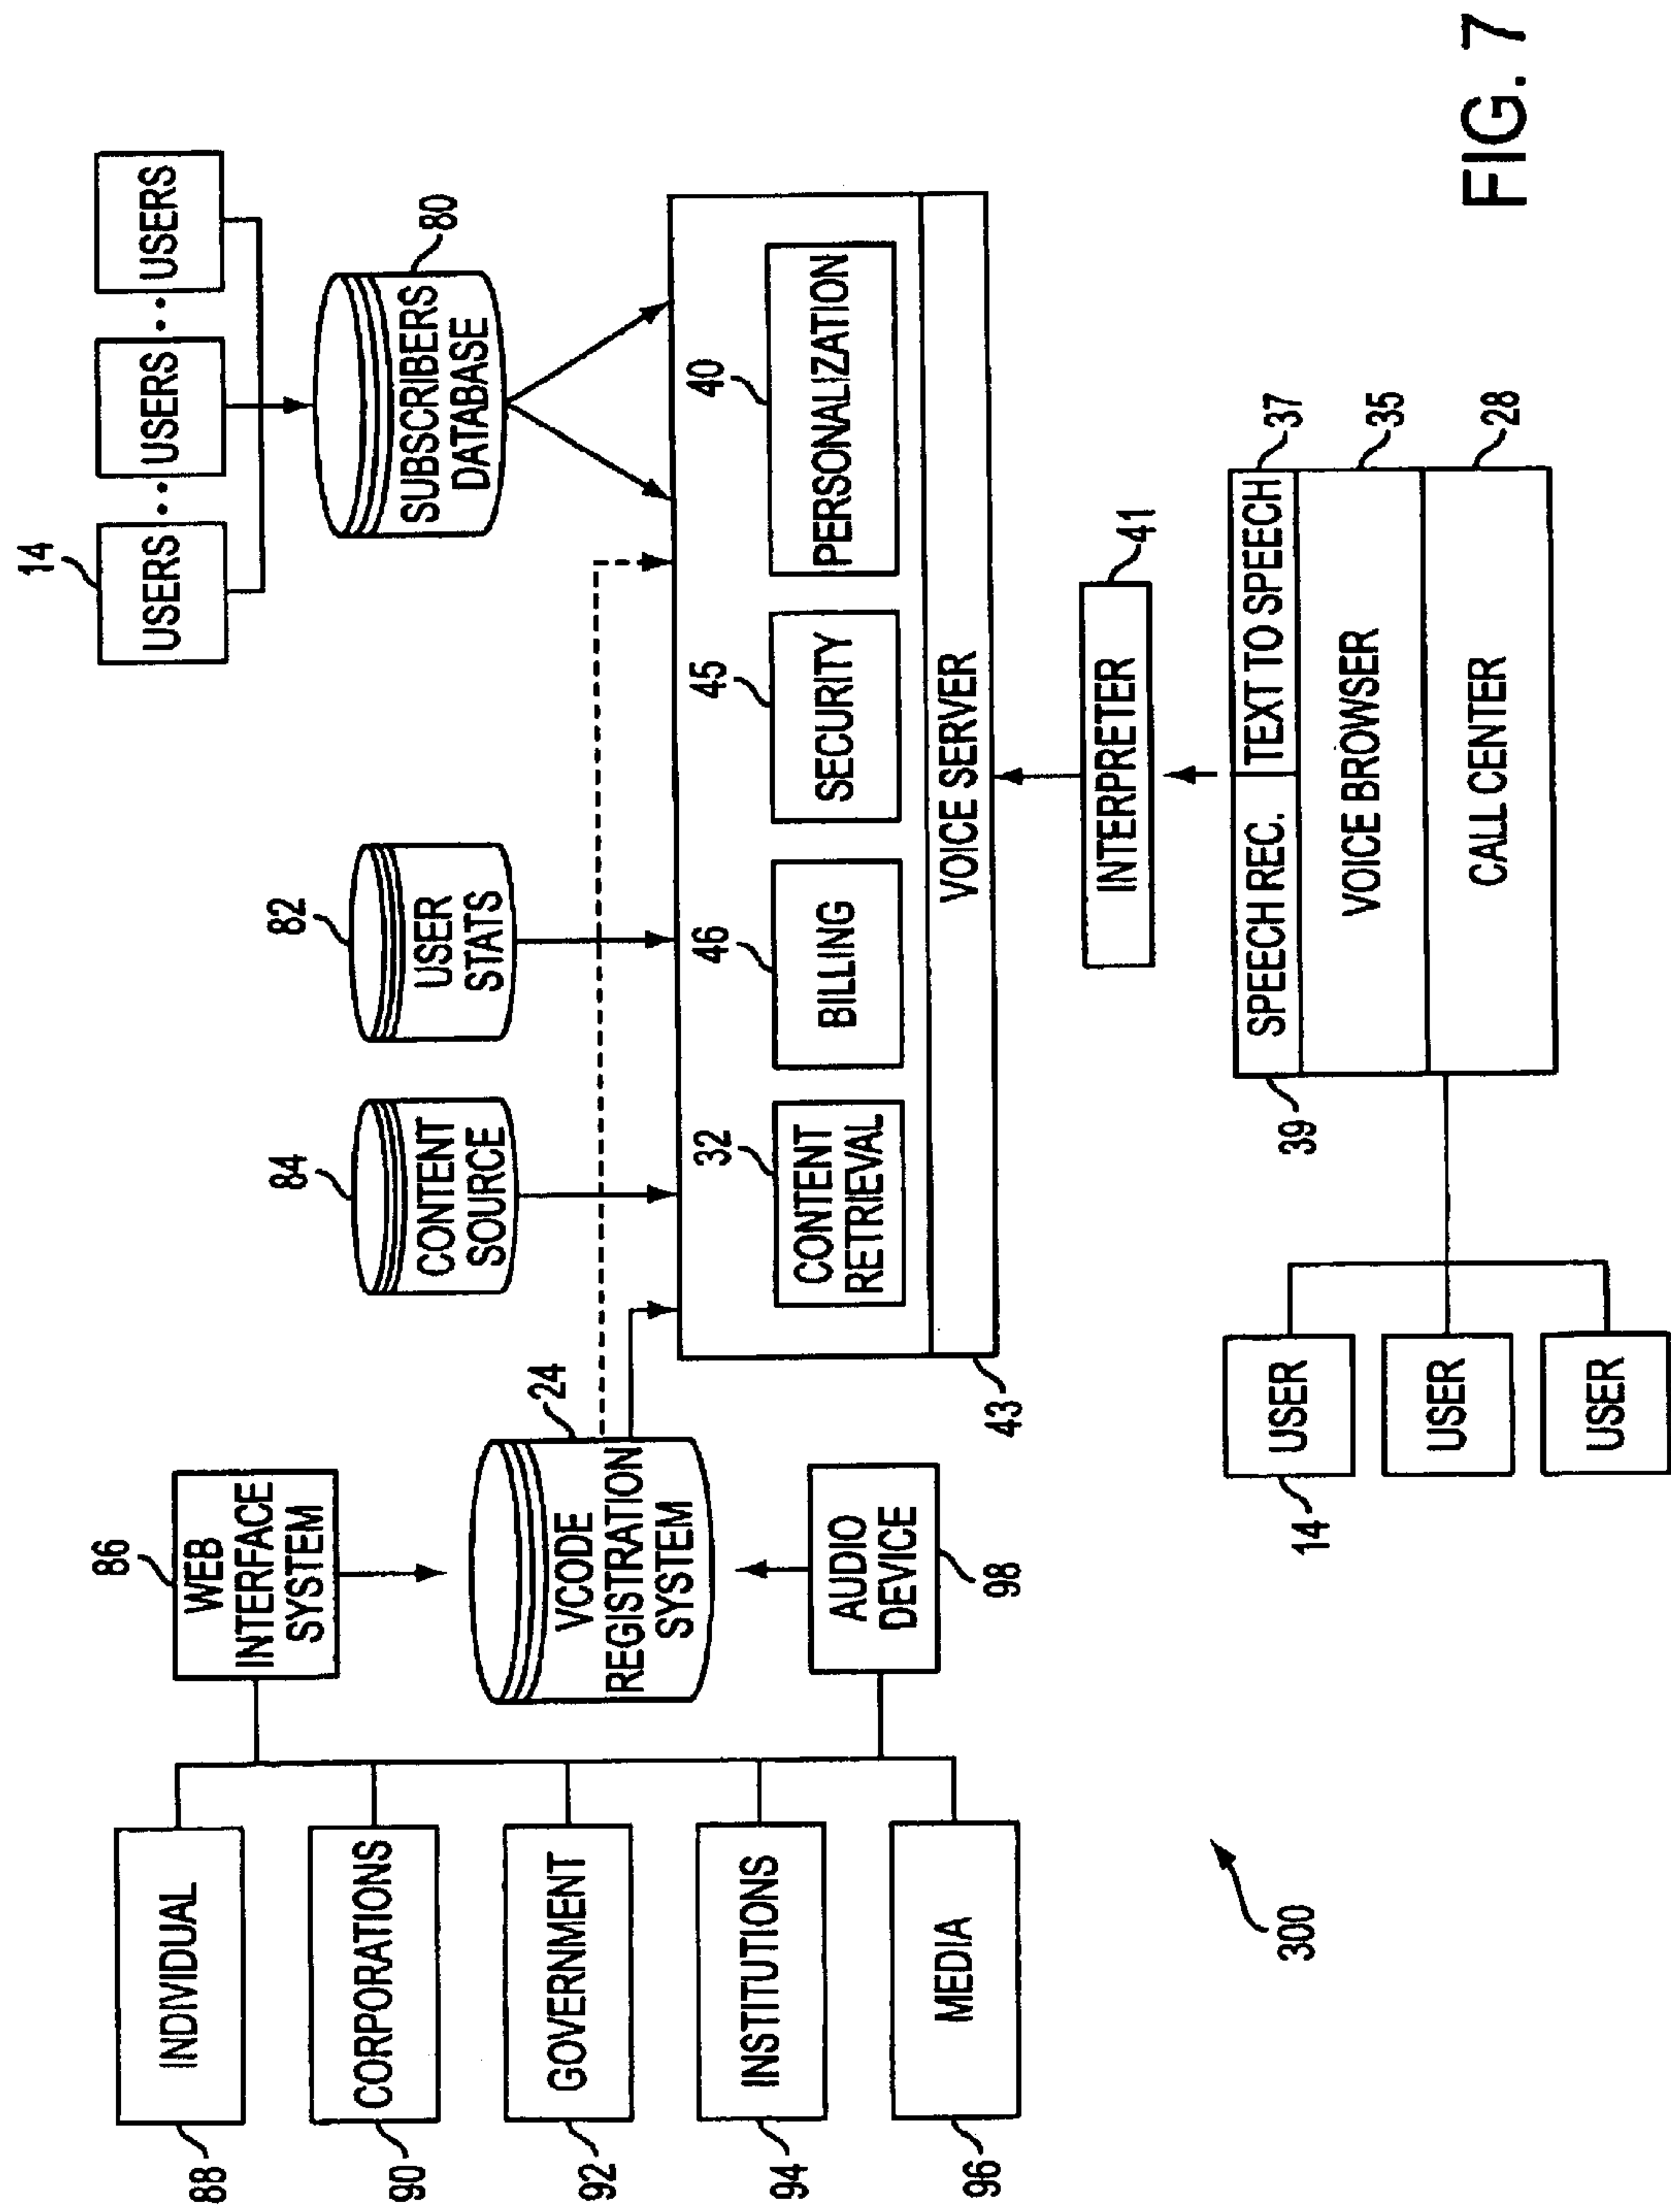 14
USERS
USERS
USERS
SUBSCRIBERS
DATABASE
80
82
USER
STATS
84
CONTENT
SOURCE
86
WEB
INTERFACE
SYSTEM
24
VCODE
REGISTRATION
SYSTEM
AUDIO
DEVICE
98
INDIVIDUAL
88
CORPORATIONS
90
GOVERNMENT
92
INSTITUTIONS
94
MEDIA
96
32
CONTENT
RETRIEVAL
46
BILLING
45
SECURITY
40
PERSONALIZATION
VOICE SERVER
43
INTERPRETER
41
SPEECH REC.
TEXT TO SPEECH
39
37
VOICE BROWSER
35
CALL CENTER
28
USER
14
USER
USER
300
FIG. 7